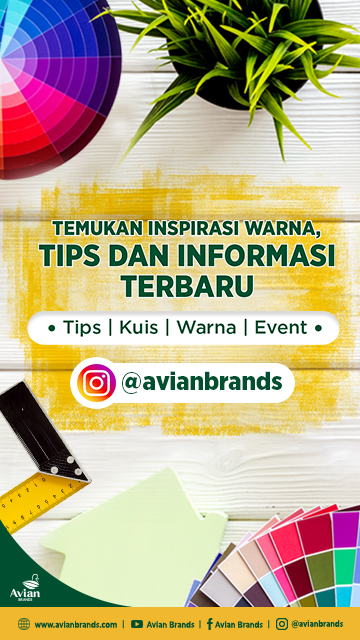 TEMUKAN INSPIRASI WARNA,
TIPS DAN INFORMASI
TERBARU
• Tips | Kuis | Warna | Event •
@avianbrands
Avian
BRANDS
www.avianbrands.com | Avian Brands | Avian Brands | @avianbrands